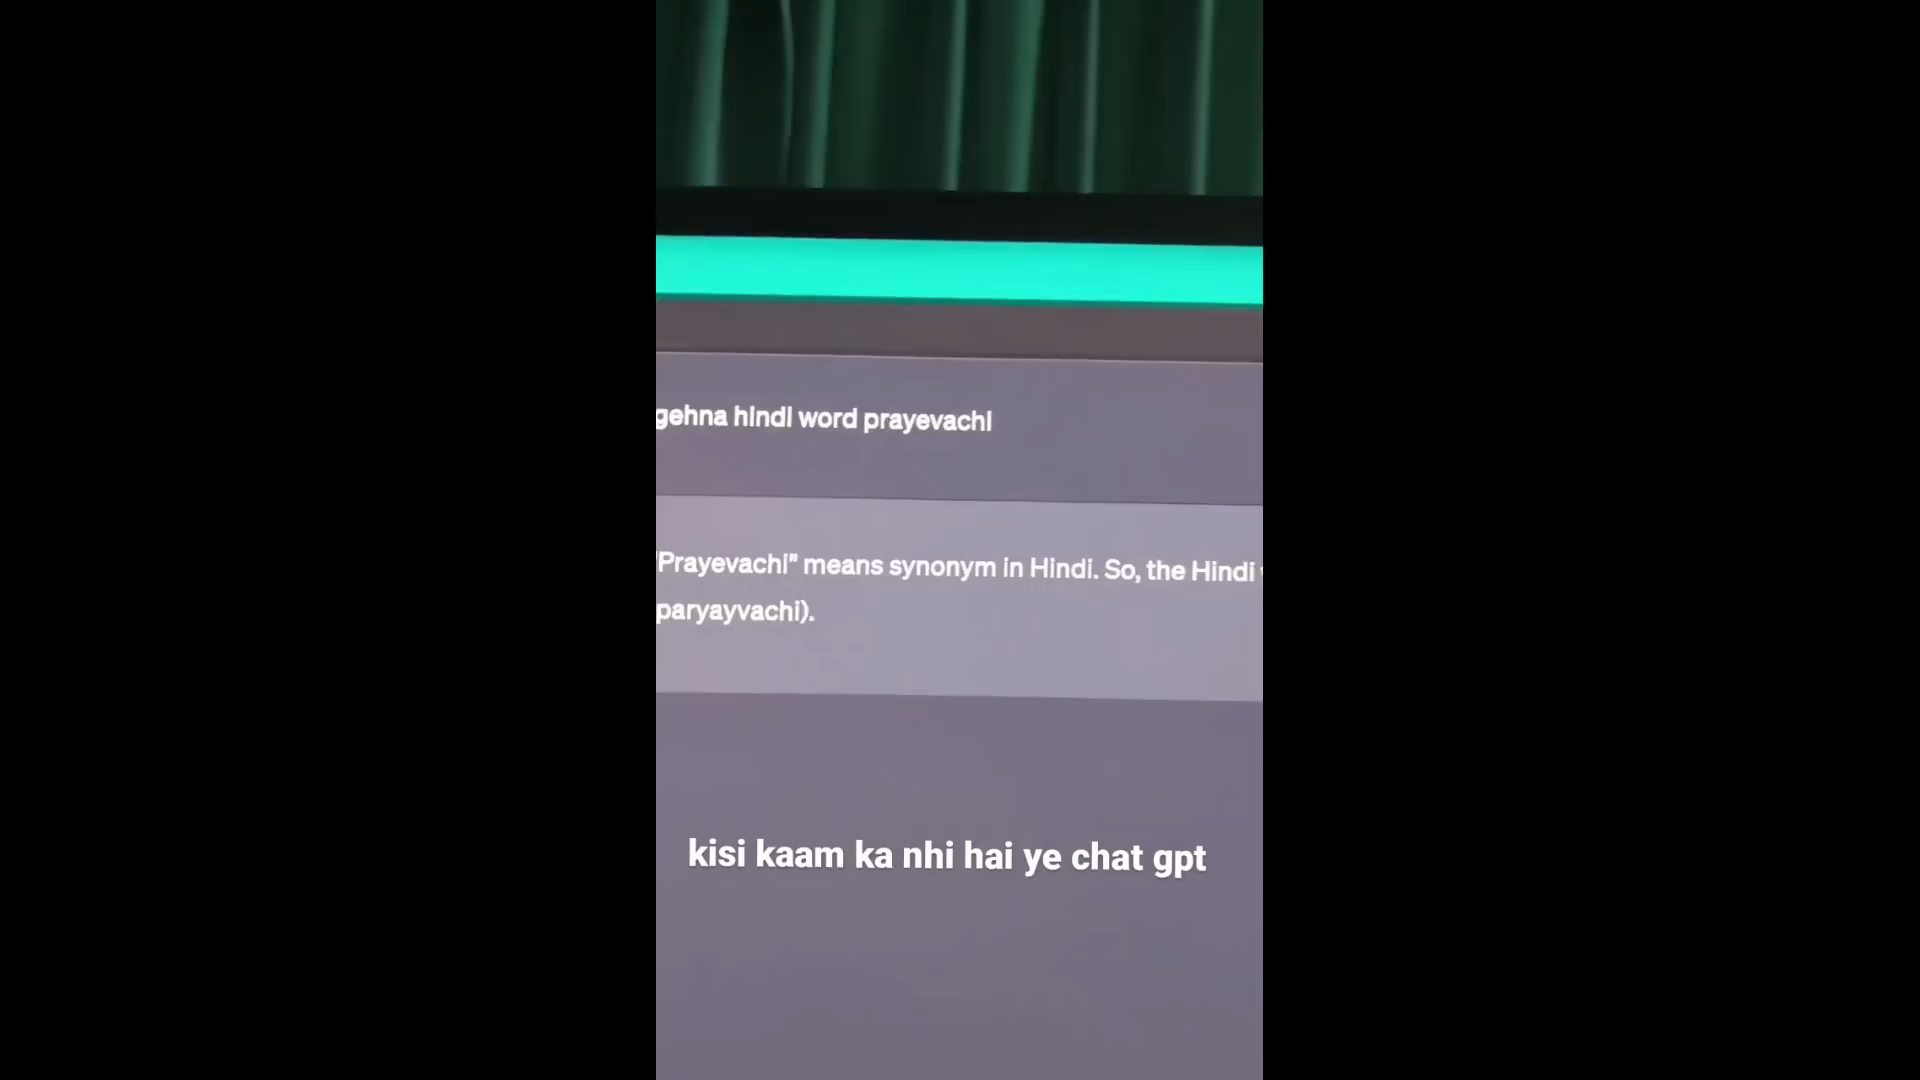 gehna hindi word prayevachi
"Prayevachi" means synonym in Hindi. So, the Hindi
paryayvachi).
kisi kaam ka nhi hai ye chat gpt